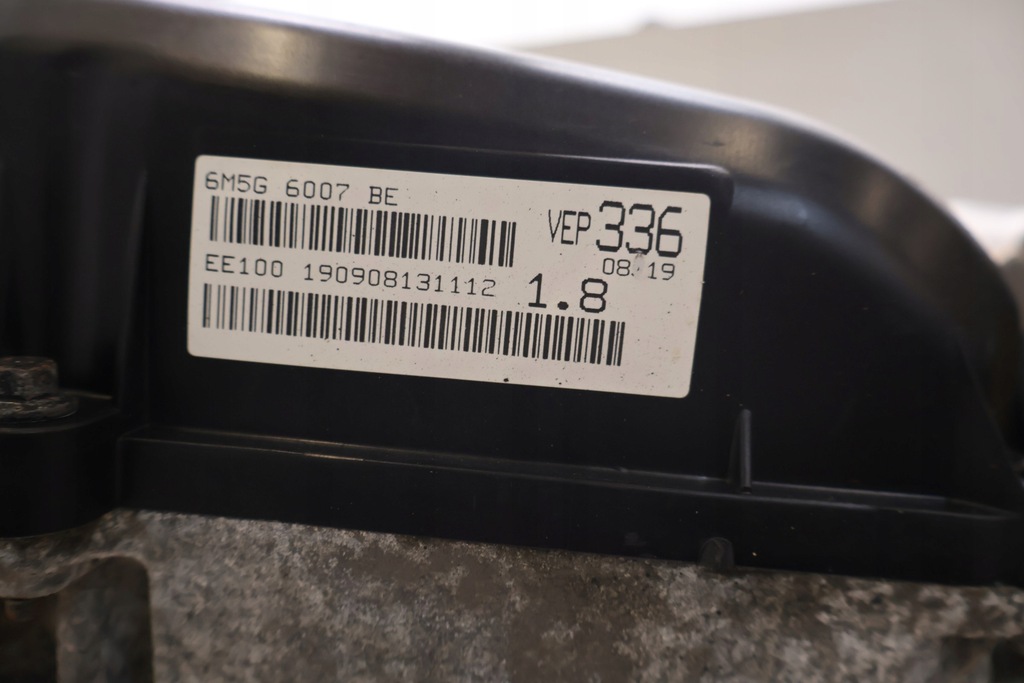 6M5G 6007 BE
VEP 336
08.19
EE100 190908131112
1.8